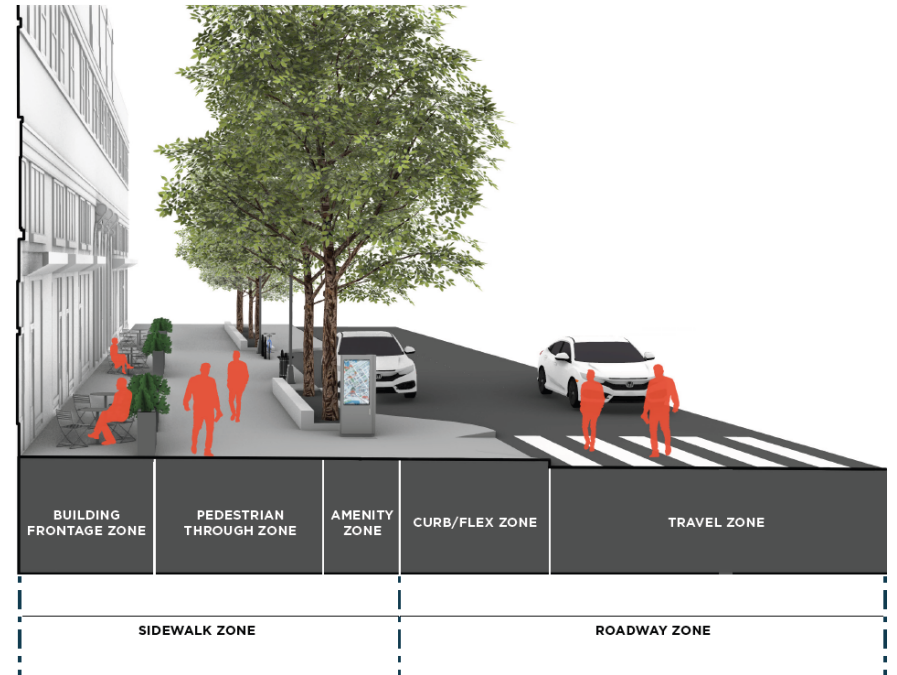 BUILDING
FRONTAGE ZONE
PEDESTRIAN
THROUGH ZONE
AMENITY
ZONE
CURB/FLEX ZONE
TRAVEL ZONE
SIDEWALK ZONE
ROADWAY ZONE